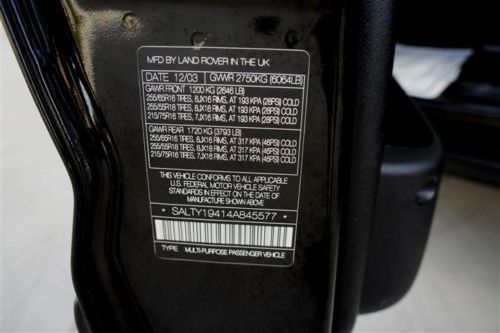 MFD BY LAND ROVER IN THE UK
DATE 12/03 GVWR 2750KG (6064LB)
GAWR FRONT 1200 KG (2646 LB)
255/65R16 TIRES, 8JX16 RIMS, AT 193 KPA (28PSI) COLD
255/55R18 TIRES, 8JX18 RIMS, AT 193 KPA (28PSI) COLD
215/75R16 TIRES, 7JX16 RIMS, AT 193 KPA (28PSI) COLD
GAWR REAR 1720 KG (3793 LB)
255/65R16 TIRES, 8JX16 RIMS, AT 317 KPA (46PSI) COLD
255/55R18 TIRES, 8JX18 RIMS, AT 317 KPA (46PSI) COLD
215/75R16 TIRES, 7JX16 RIMS, AT 317 KPA (46PSI) COLD
THIS VEHICLE CONFORMS TO ALL APPLICABLE
U.S. FEDERAL MOTOR VEHICLE SAFETY
STANDARDS IN EFFECT ON THE DATE OF
MANUFACTURE SHOWN ABOVE
* SALTY19414A845577 *
TYPE MULTI-PURPOSE PASSENGER VEHICLE